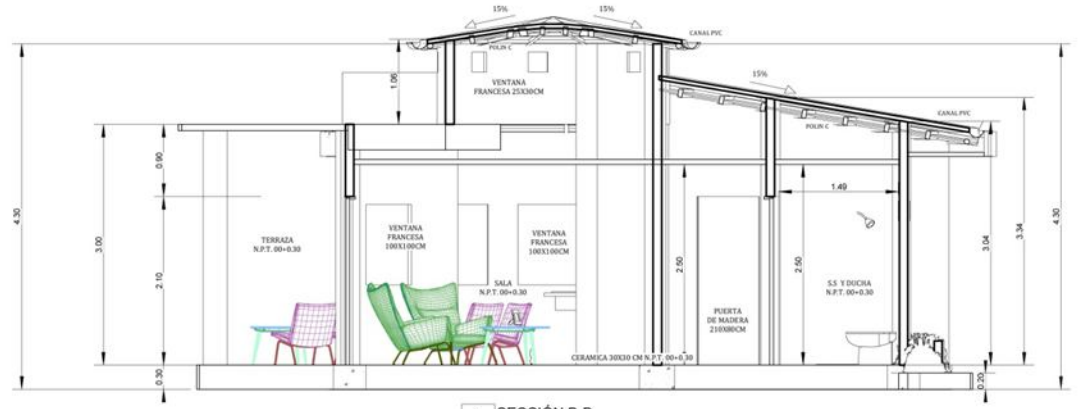 15%
15%
CANAL PVC
POLIN C
VENTANA
FRANCESA 25X30CM
1.06
15%
CANAL PVC
POLIN C
0.90
4.30
3.00
2.10
0.30
TERRAZA
N.P.T. 00+0.30
VENTANA
FRANCESA
100X100CM
VENTANA
FRANCESA
100X100CM
SALA
N.P.T. 00+0.30
2.50
2.50
1.49
PUERTA
DE MADERA
210X80CM
S.S Y DUCHA
N.P.T. 00+0.30
3.04
3.34
4.30
0.20
CERAMICA 30X30 CM N.P.T. 00+0.30